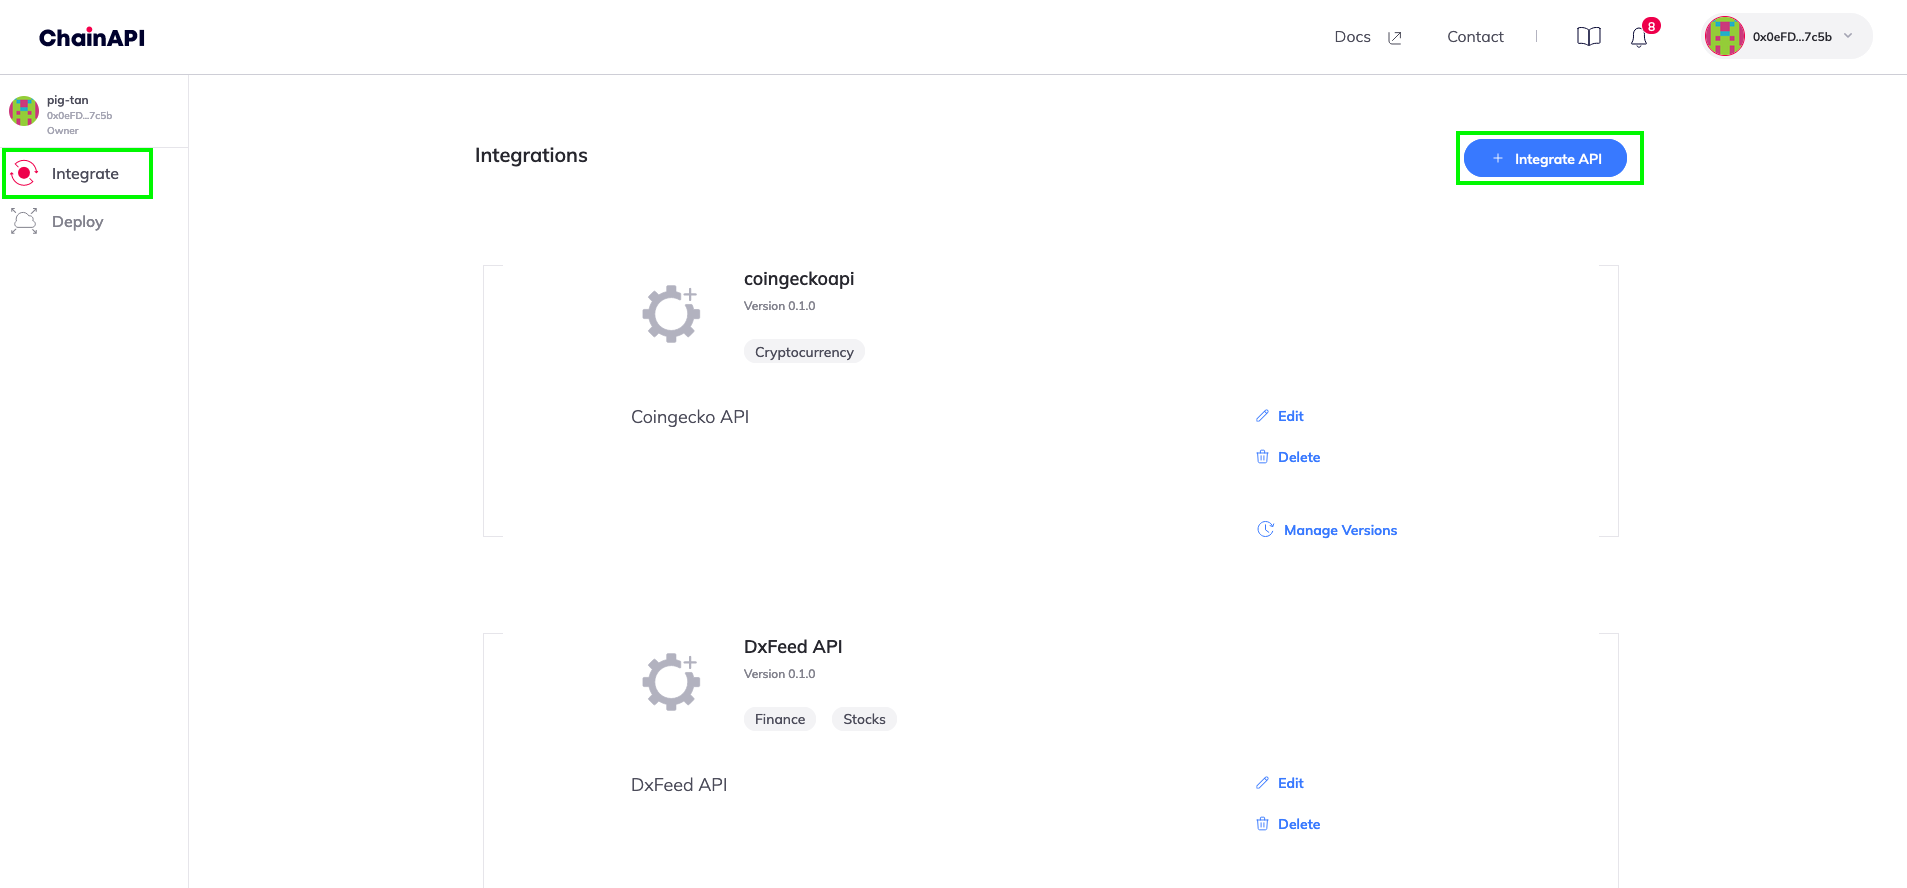 ChainAPI
Docs
Contact
8
0x0eFD...7c5b
pig-tan
0x0eFD...7c5b
Owner
Integrate
Deploy
Integrations
+ Integrate API
coingeckoapi
Version 0.1.0
Cryptocurrency
Coingecko API
Edit
Delete
Manage Versions
DxFeed API
Version 0.1.0
Finance Stocks
DxFeed API
Edit
Delete